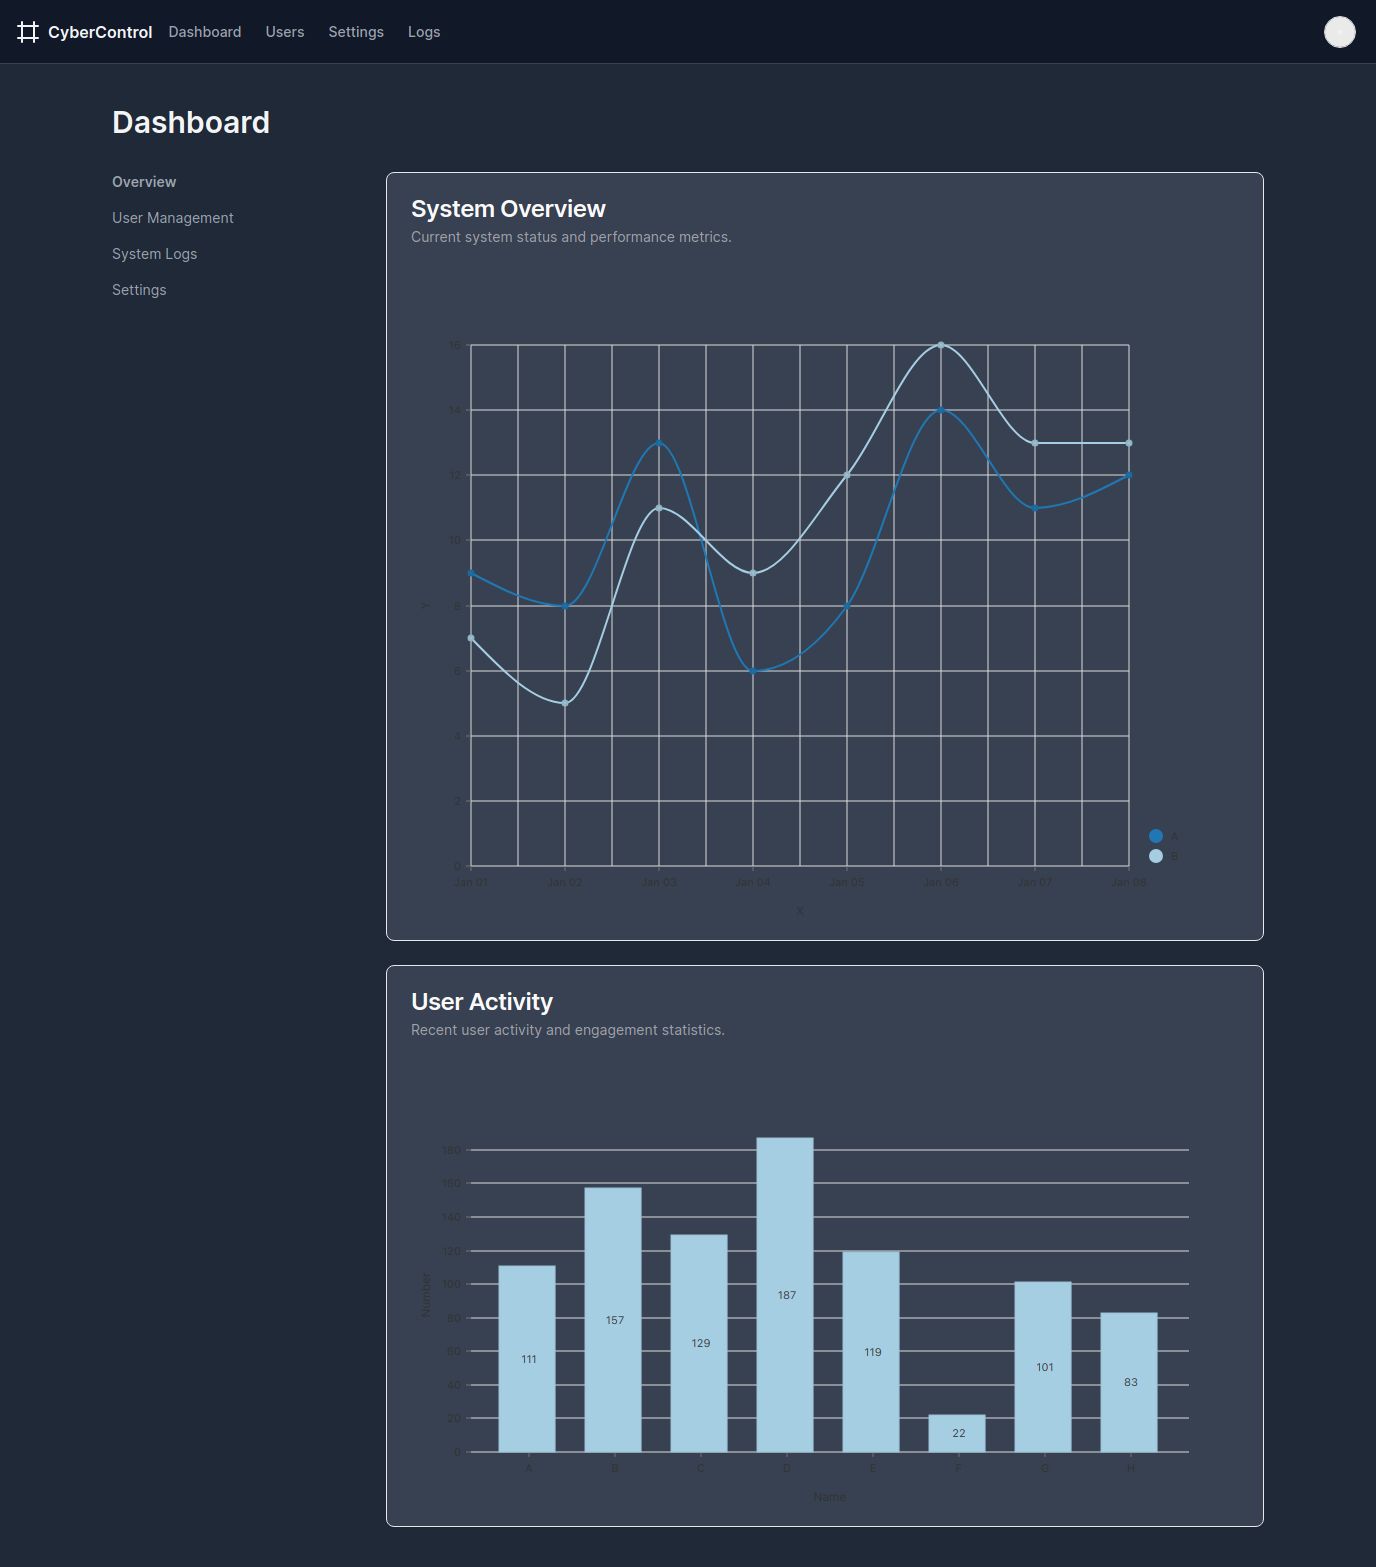 CyberControl Dashboard Users Settings Logs
Dashboard
Overview
User Management
System Logs
Settings
System Overview
Current system status and performance metrics.
16
14
12
10
8
6
4
2
0
Y
Jan 01 Jan 02 Jan 03 Jan 04 Jan 05 Jan 06 Jan 07 Jan 08
X
A
B
User Activity
Recent user activity and engagement statistics.
180
160
140
120
100
80
60
40
20
0
Number
111 157 129 187 119 22 101 83
A B C D E F G H
Name